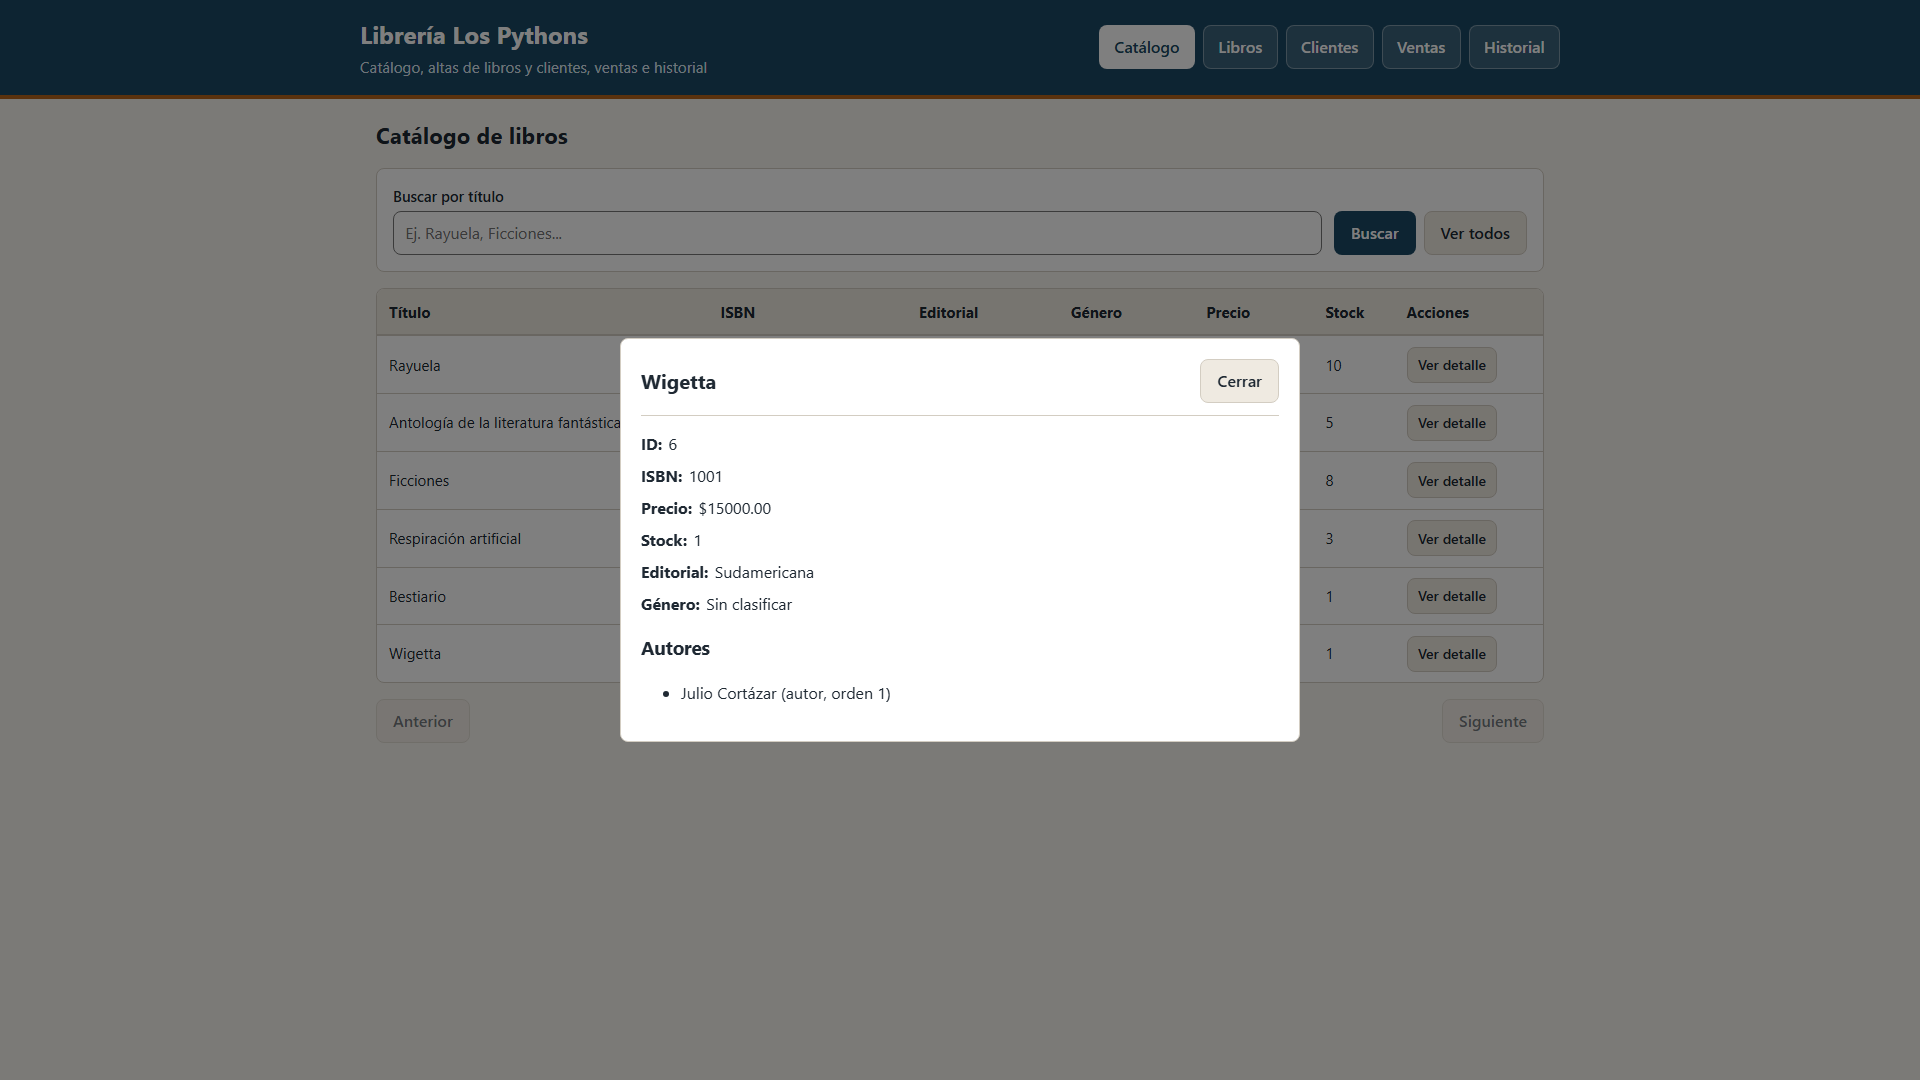 Librería Los Pythons
Catálogo, altas de libros y clientes, ventas e historial
Catálogo
Libros
Clientes
Ventas
Historial
Catálogo de libros
Buscar por título
Ej. Rayuela, Ficciones...
Buscar
Ver todos
Título ISBN Editorial Género Precio Stock Acciones
Rayuela 10 Ver detalle
Antología de la literatura fantástica 5 Ver detalle
Ficciones 8 Ver detalle
Respiración artificial 3 Ver detalle
Bestiario 1 Ver detalle
Wigetta 1 Ver detalle
Anterior
Siguiente
Wigetta
Cerrar
ID: 6
ISBN: 1001
Precio: $15000.00
Stock: 1
Editorial: Sudamericana
Género: Sin clasificar
Autores
Julio Cortázar (autor, orden 1)